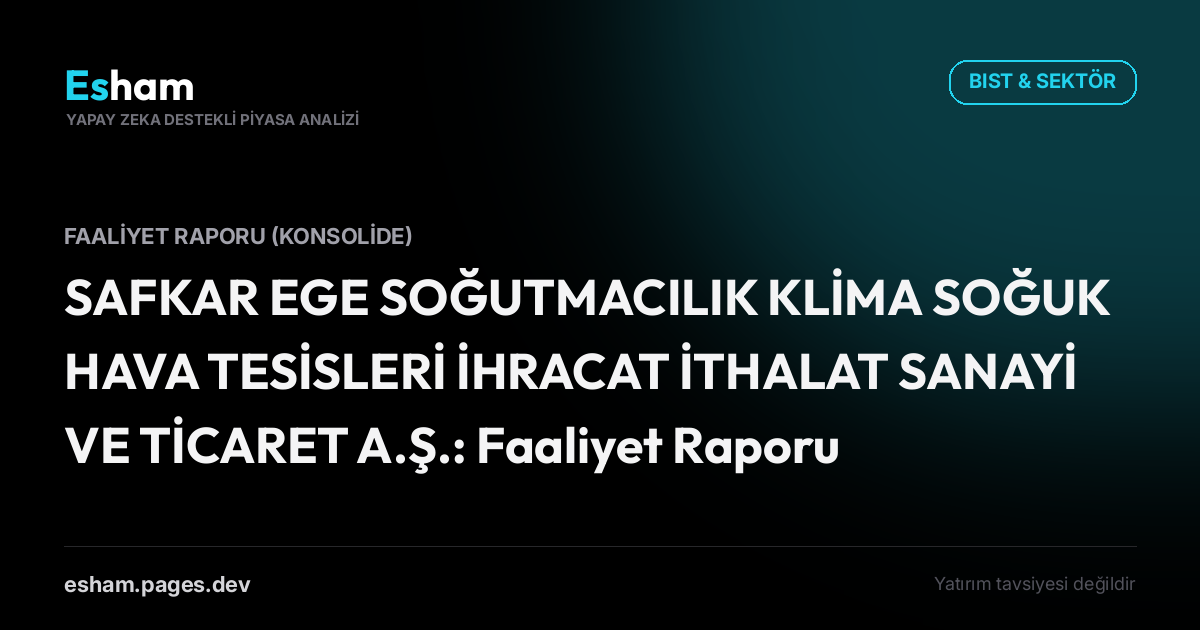 Esham
BIST & SEKTÖR
YAPAY ZEKA DESTEKLİ PİYASA ANALİZİ
FAALİYET RAPORU (KONSOLİDE)
SAFKAR EGE SOĞUTMACILIK KLİMA SOĞUK
HAVA TESİSLERİ İHRACAT İTHALAT SANAYİ
VE TİCARET A.Ş.: Faaliyet Raporu
esham.pages.dev
Yatırım tavsiyesi değildir